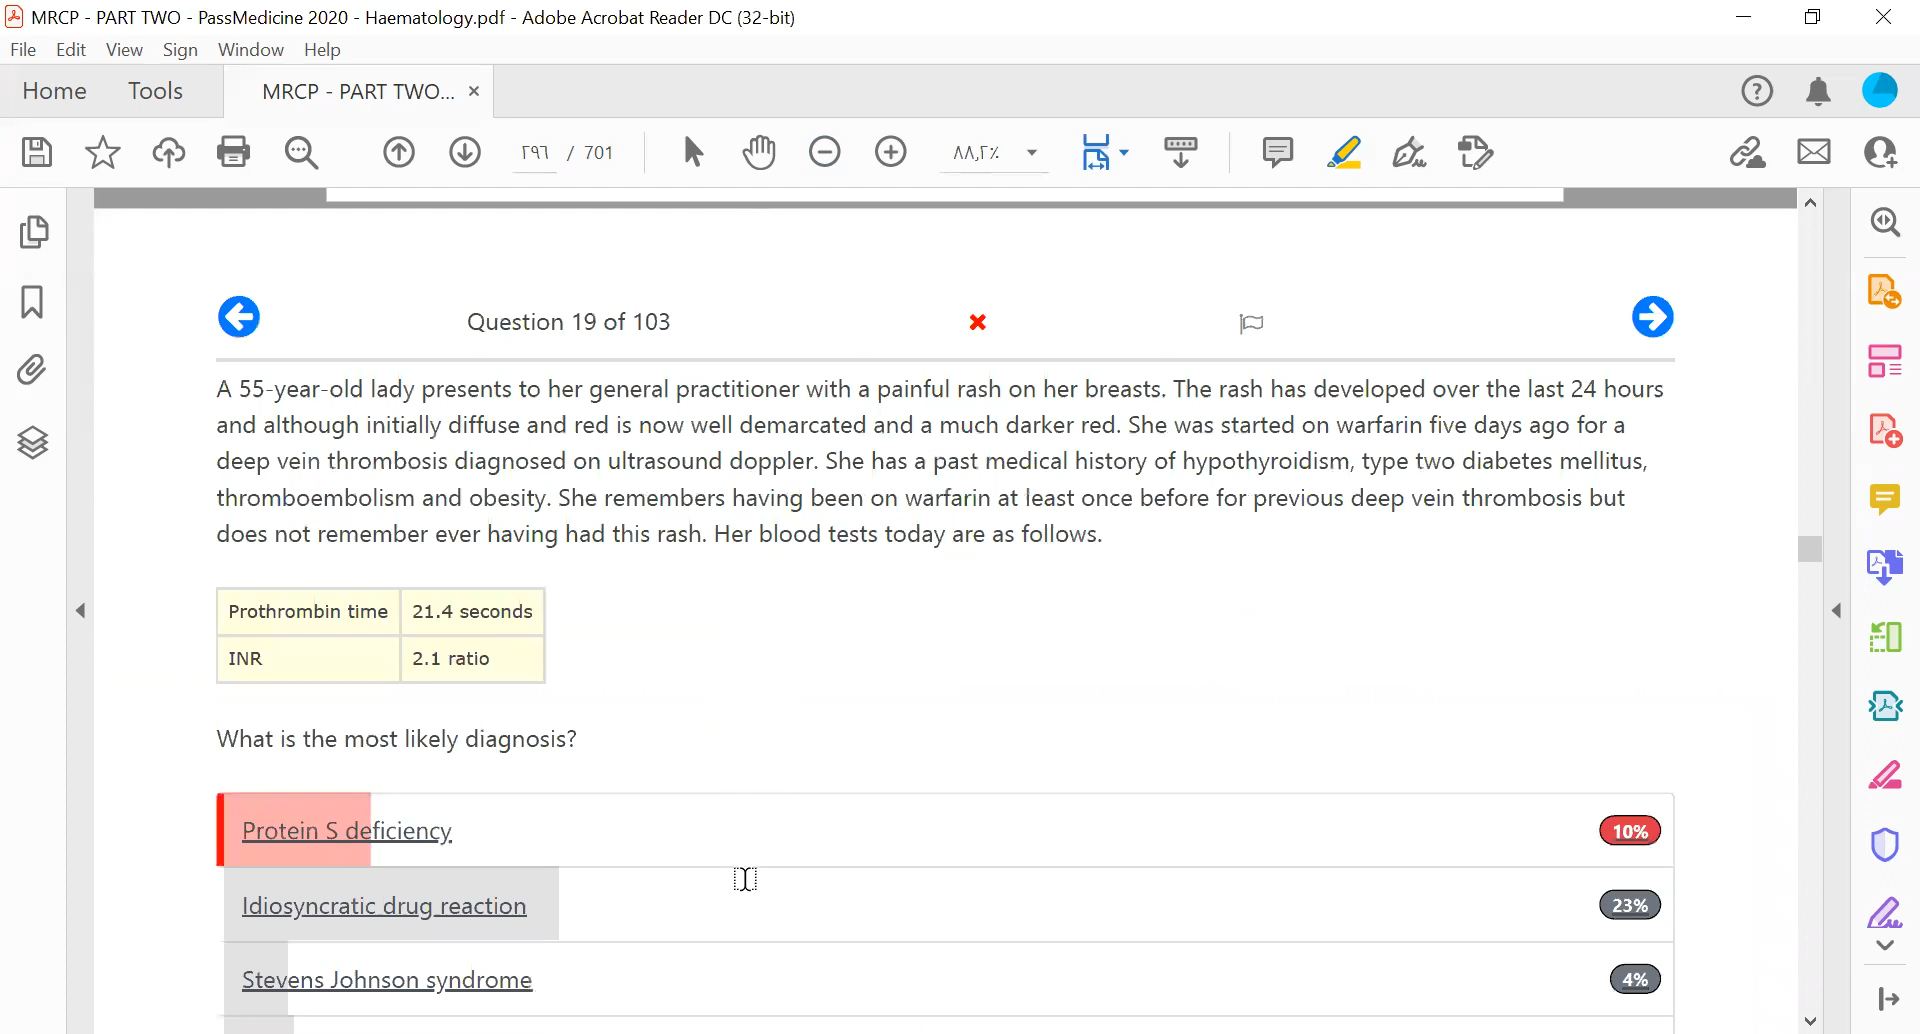 MRCP - PART TWO - PassMedicine 2020 - Haematology.pdf - Adobe Acrobat Reader DC (32-bit)
File Edit View Sign Window Help
Home Tools MRCP - PART TWO... ×
٢٩٦ / 701 ٨٨,٢٪
Question 19 of 103
A 55-year-old lady presents to her general practitioner with a painful rash on her breasts. The rash has developed over the last 24 hours
and although initially diffuse and red is now well demarcated and a much darker red. She was started on warfarin five days ago for a
deep vein thrombosis diagnosed on ultrasound doppler. She has a past medical history of hypothyroidism, type two diabetes mellitus,
thromboembolism and obesity. She remembers having been on warfarin at least once before for previous deep vein thrombosis but
does not remember ever having had this rash. Her blood tests today are as follows.
Prothrombin time 21.4 seconds
INR 2.1 ratio
What is the most likely diagnosis?
Protein S deficiency 10%
Idiosyncratic drug reaction 23%
Stevens Johnson syndrome 4%